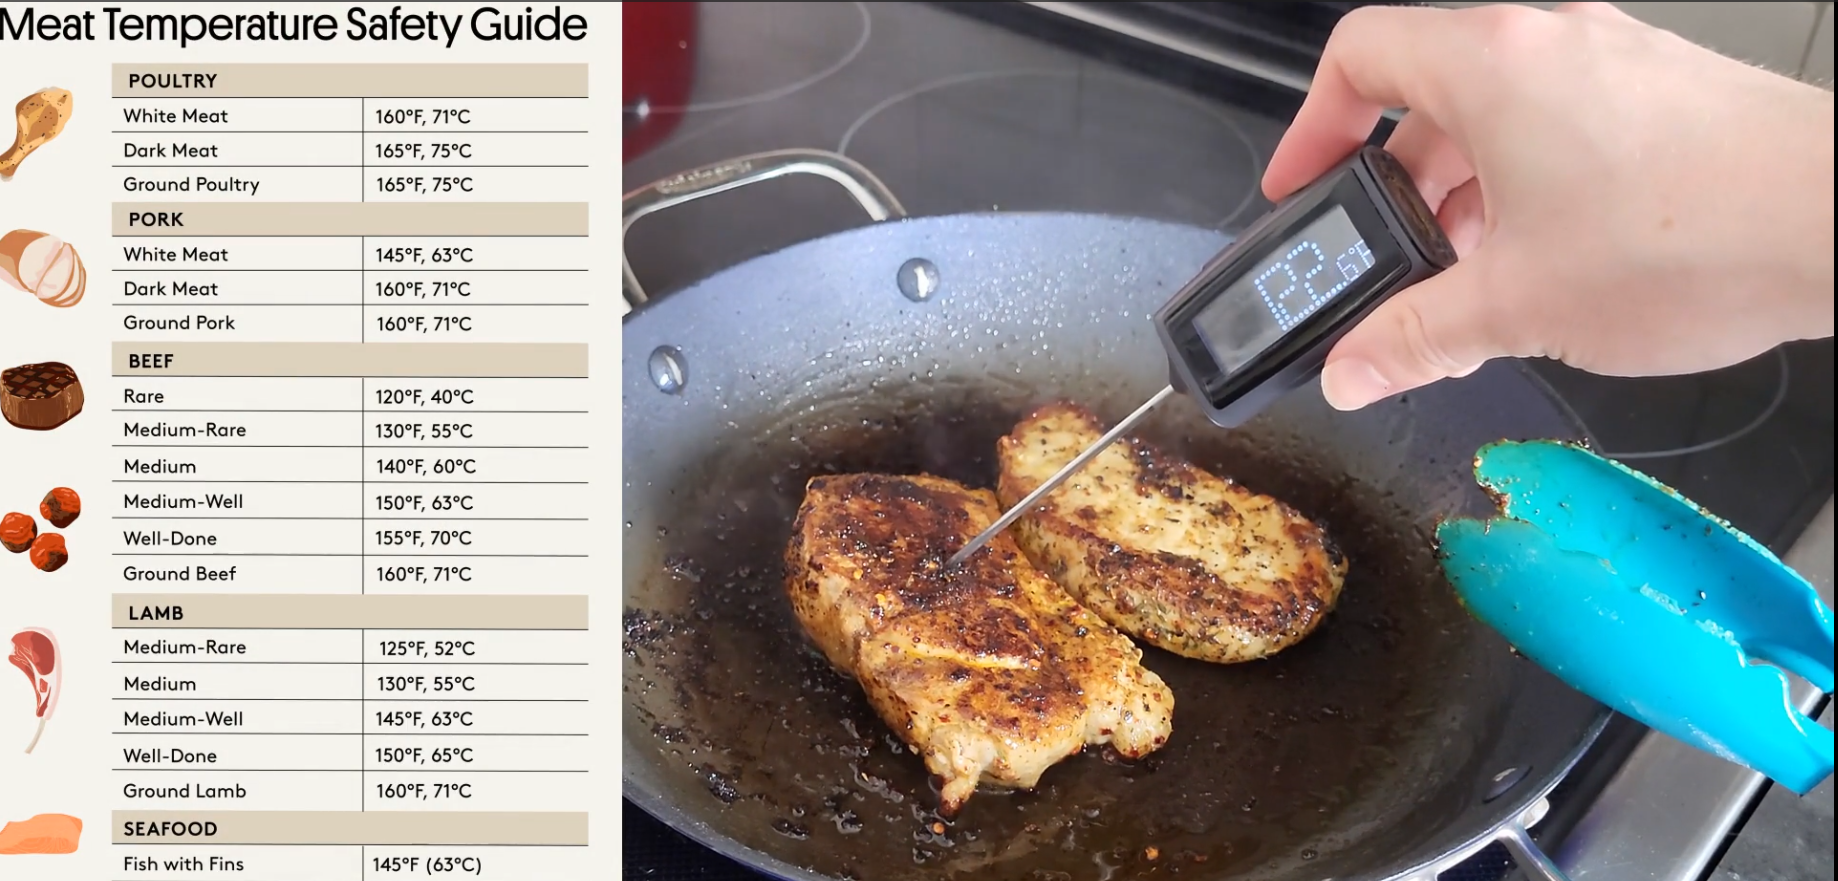 Meat Temperature Safety Guide
POULTRY
White Meat 160°F, 71°C
Dark Meat 165°F, 75°C
Ground Poultry 165°F, 75°C
PORK
White Meat 145°F, 63°C
Dark Meat 160°F, 71°C
Ground Pork 160°F, 71°C
BEEF
Rare 120°F, 40°C
Medium-Rare 130°F, 55°C
Medium 140°F, 60°C
Medium-Well 150°F, 63°C
Well-Done 155°F, 70°C
Ground Beef 160°F, 71°C
LAMB
Medium-Rare 125°F, 52°C
Medium 130°F, 55°C
Medium-Well 145°F, 63°C
Well-Done 150°F, 65°C
Ground Lamb 160°F, 71°C
SEAFOOD
Fish with Fins 145°F (63°C)